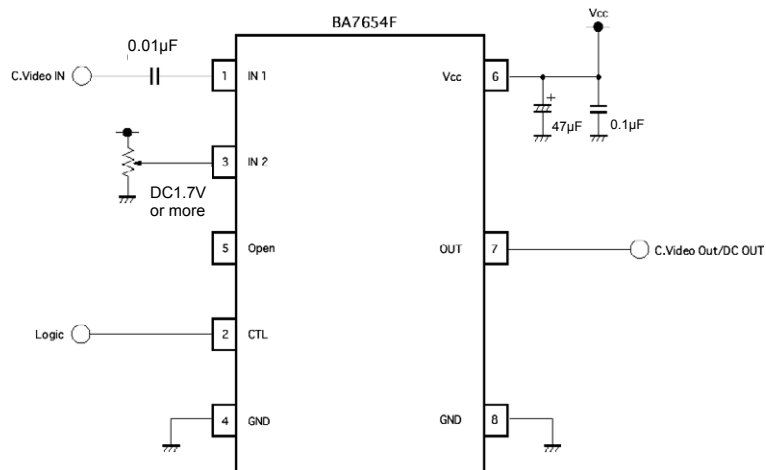 BA7654F
Vcc
0.01µF
C.Video IN
1
IN 1
Vcc
6
+
47µF
0.1µF
3
IN 2
DC1.7V
or more
5
Open
OUT
7
C.Video Out/DC OUT
Logic
2
CTL
4
GND
GND
8